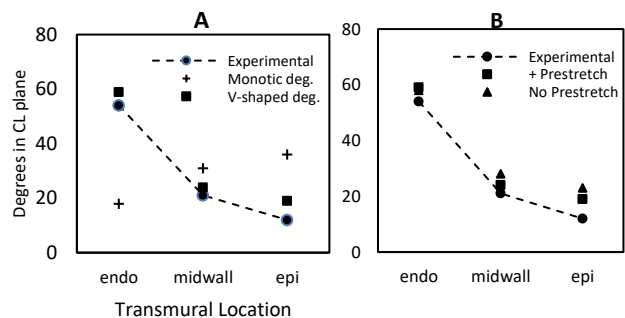 A
80
60
40
20
0
Degrees in CL plane
Experimental
Monotic deg.
V-shaped deg.
endo midwall epi
Transmural Location
B
80
60
40
20
0
Experimental
+ Prestretch
No Prestretch
endo midwall epi